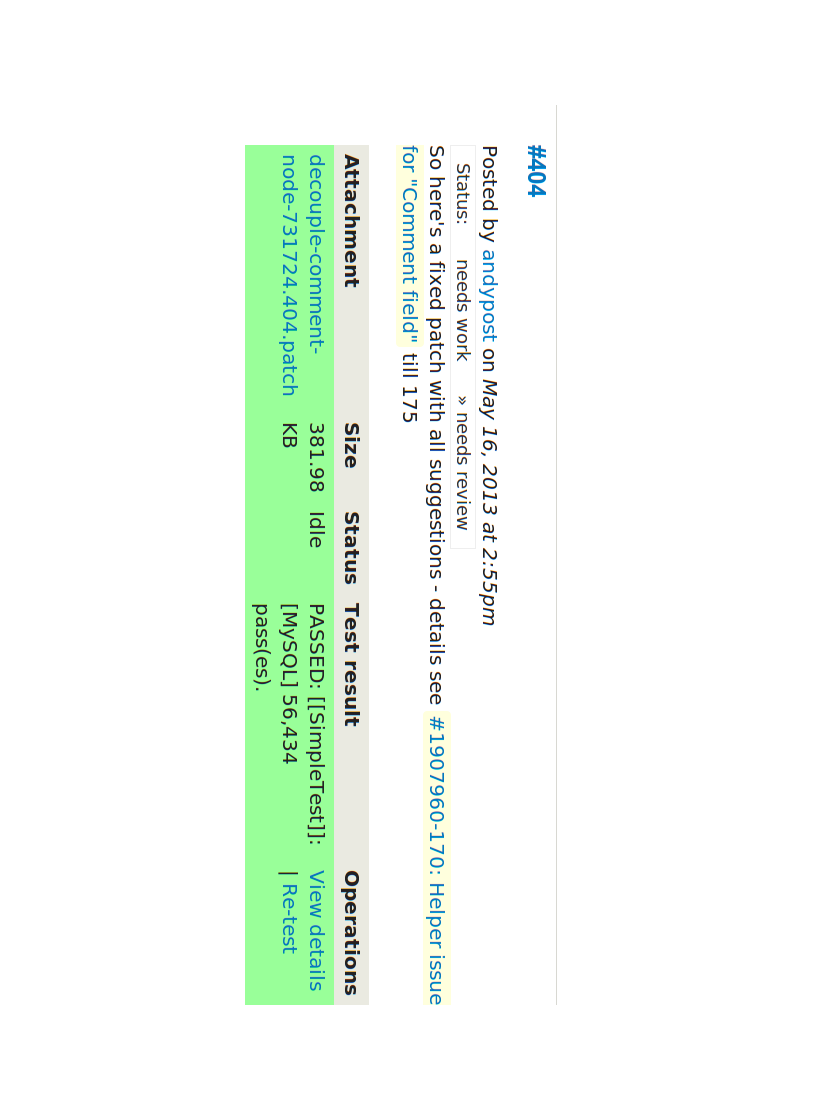 #404
Posted by andypost on May 16, 2013 at 2:55pm
Status: needs work » needs review
So here's a fixed patch with all suggestions - details see #1907960-170: Helper issue
for "Comment field" till 175
Attachment Size Status Test result Operations
decouple-comment- 381.98 Idle PASSED: [[SimpleTest]]: View details
node-731724.404.patch KB [MySQL] 56,434 | Re-test
pass(es).